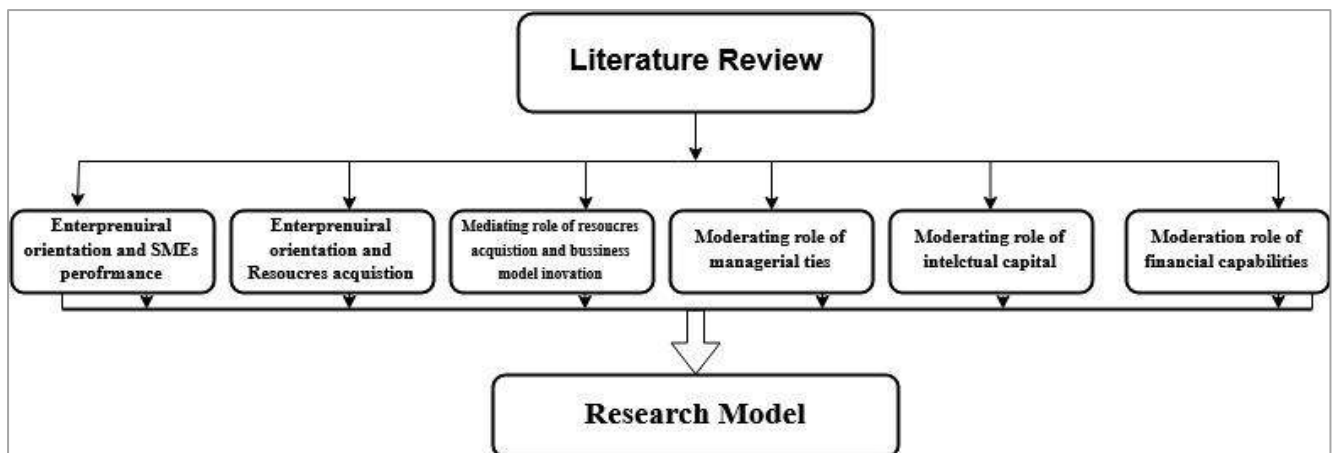 Literature Review
Enterprenuiral
orientation and SMEs
perofrmance
Enterprenuiral
orientation and
Resoucres acquistion
Mediating role of resoucres
acquistion and bussiness
model inovation
Moderating role of
managerial ties
Moderating role of
intelctual capital
Moderation role of
financial capabilities
Research Model